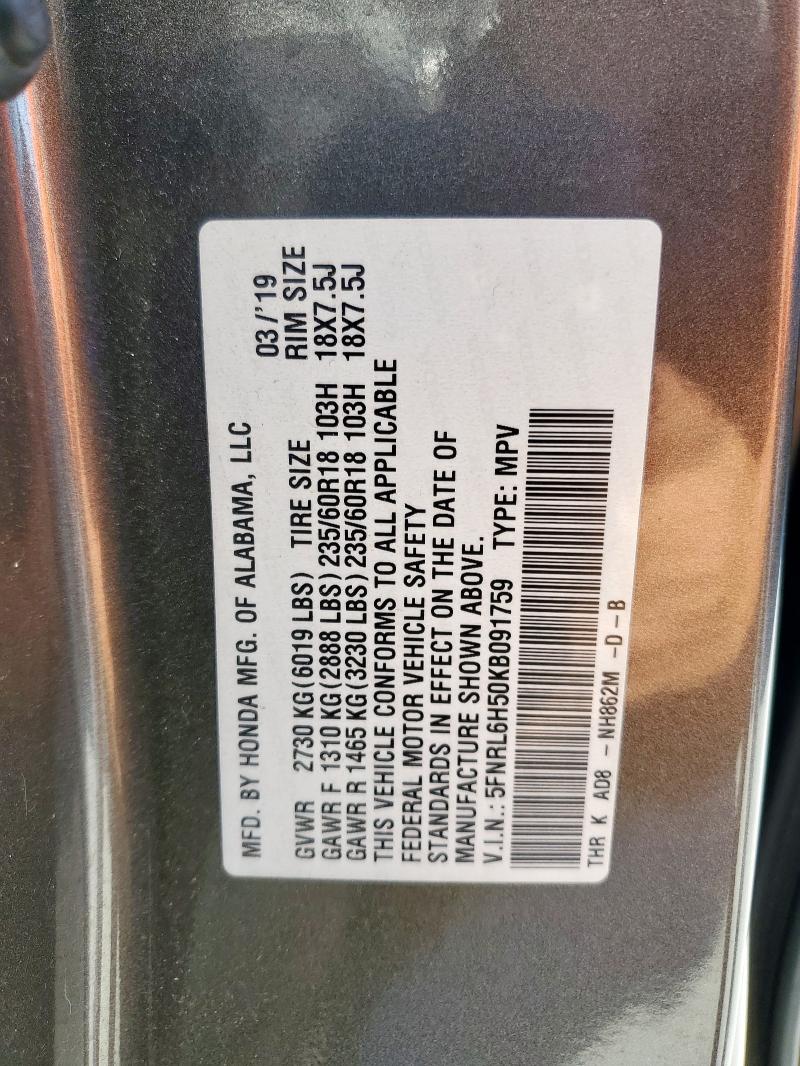 MFD. BY HONDA MFG. OF ALABAMA, LLC
03/'19
GVWR 2730 KG(6019 LBS) TIRE SIZE RIM SIZE
GAWR F 1310 KG(2888 LBS)235/60R18 103H 18X7.5J
GAWR R 1465 KG(3230 LBS)235/60R18 103H 18X7.5J
THIS VEHICLE CONFORMS TO ALL APPLICABLE
FEDERAL MOTOR VEHICLE SAFETY
STANDARDS IN EFFECT ON THE DATE OF
MANUFACTURE SHOWN ABOVE.
V.I.N.: 5FNRL6H50KB091759 TYPE: MPV
THR K AD8 -NH862M -D-B